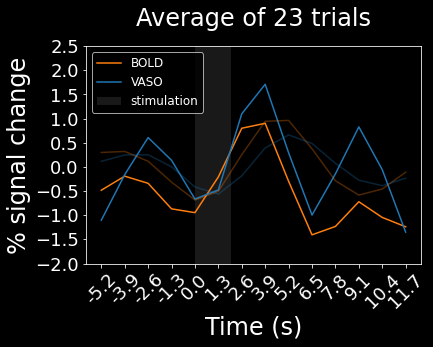 Average of 23 trials
BOLD
VASO
stimulation
% signal change
2.5
2.0
1.5
1.0
0.5
0.0
-0.5
-1.0
-1.5
-2.0
-5.2 -3.9 -2.6 -1.3 0.0 1.3 2.6 3.9 5.2 6.5 7.8 9.1 10.4 11.7
Time (s)